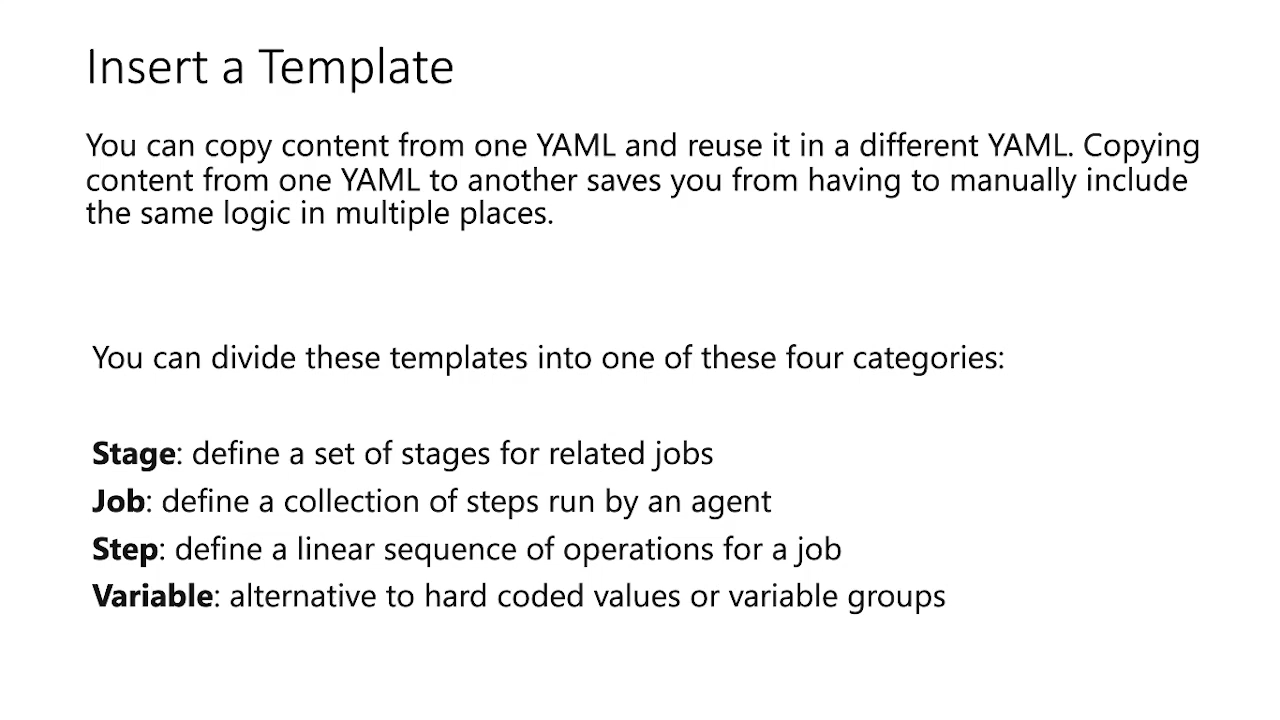 Insert a Template
You can copy content from one YAML and reuse it in a different YAML. Copying
content from one YAML to another saves you from having to manually include
the same logic in multiple places.
You can divide these templates into one of these four categories:
Stage: define a set of stages for related jobs
Job: define a collection of steps run by an agent
Step: define a linear sequence of operations for a job
Variable: alternative to hard coded values or variable groups